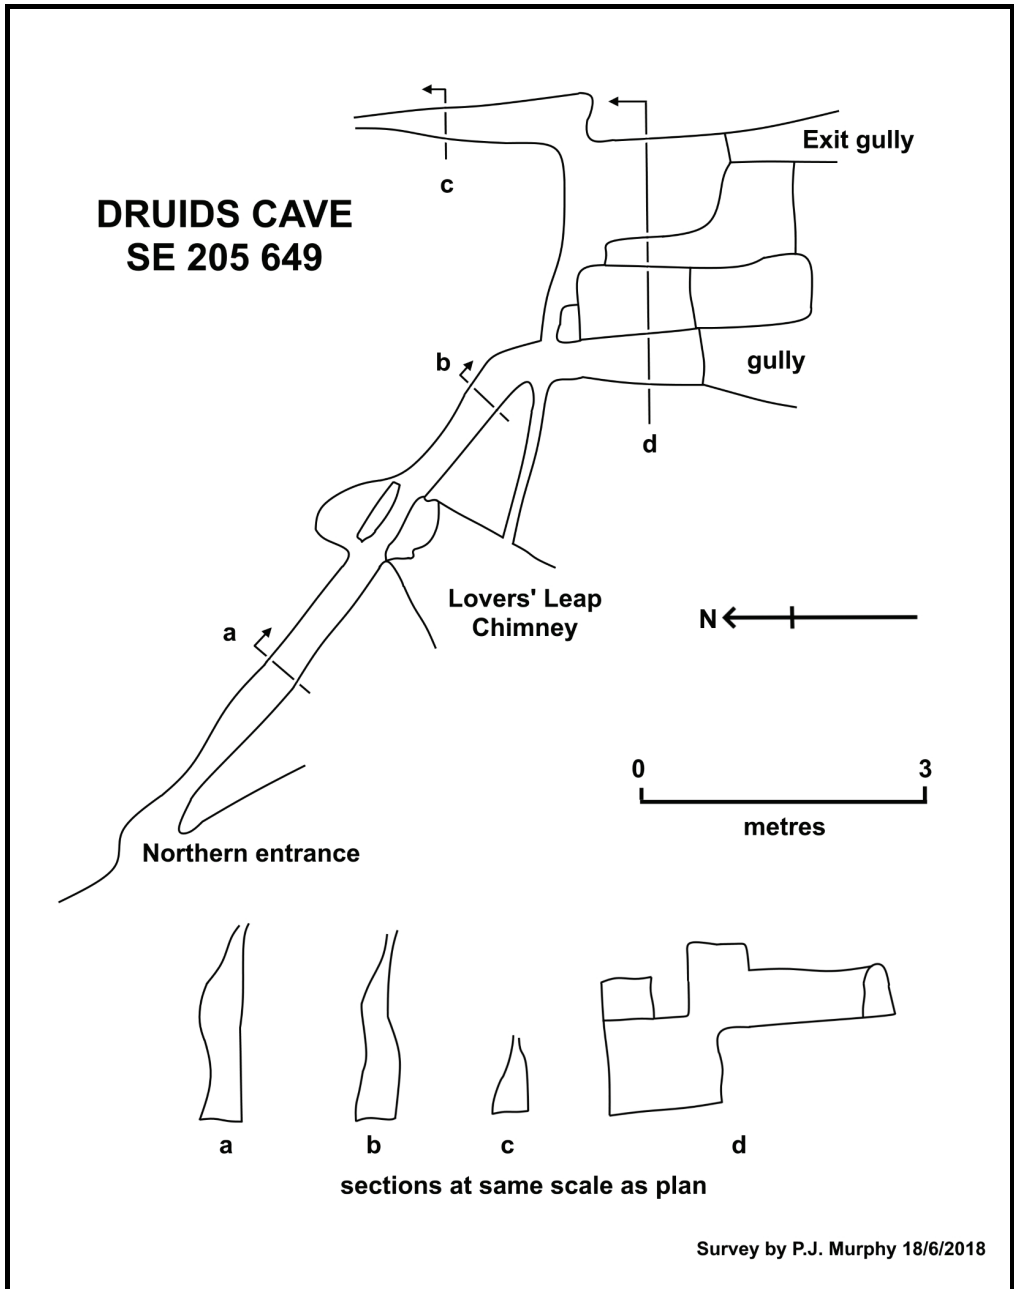 c
Exit gully
DRUIDS CAVE
SE 205 649
b
gully
d
Lovers' Leap
Chimney
N
a
0 3
metres
Northern entrance
a b c d
sections at same scale as plan
Survey by P.J. Murphy 18/6/2018